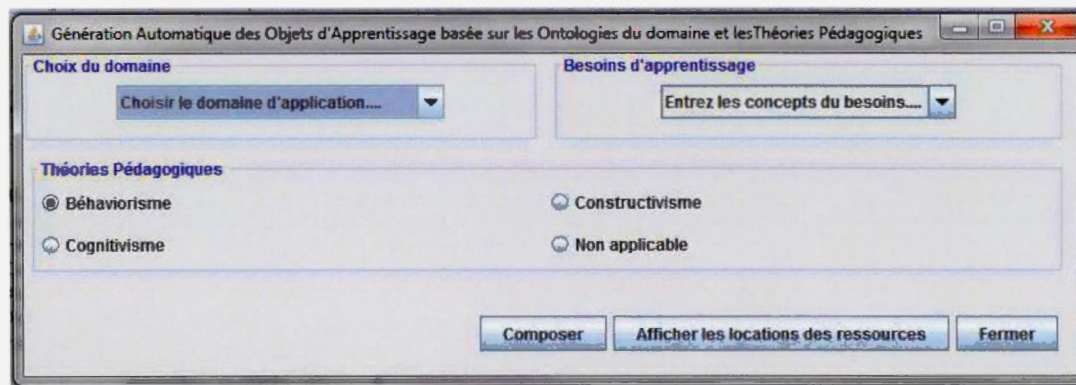 Génération Automatique des Objets d'Apprentissage basée sur les Ontologies du domaine et lesThéories Pédagogiques
Choix du domaine
Besoins d'apprentissage
Choisir le domaine d'application....
Entrez les concepts du besoins....
Théories Pédagogiques
Béhaviorisme
Constructivisme
Cognitivisme
Non applicable
Composer
Afficher les locations des ressources
Fermer